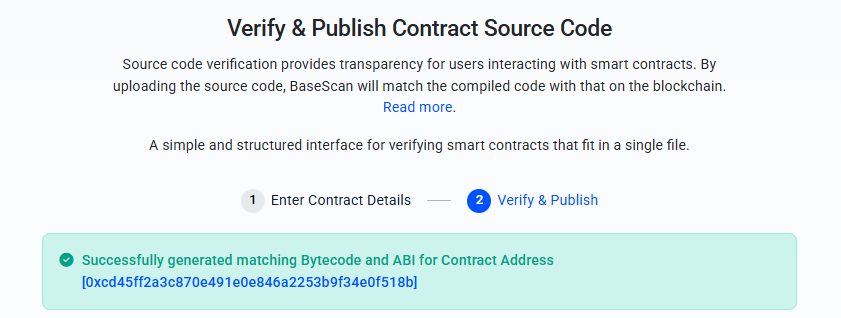 Verify & Publish Contract Source Code
Source code verification provides transparency for users interacting with smart contracts. By
uploading the source code, BaseScan will match the compiled code with that on the blockchain.
Read more.
A simple and structured interface for verifying smart contracts that fit in a single file.
1 Enter Contract Details 2 Verify & Publish
Successfully generated matching Bytecode and ABI for Contract Address
[0xcd45ff2a3c870e491e0e846a2253b9f34e0f518b]